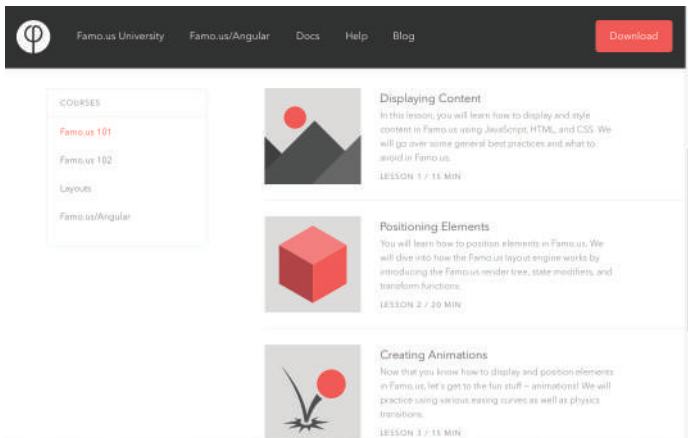 Famo.us University Famo.us/Angular Docs Help Blog Download
COURSES
Famo.us 101
Famo.us 102
Layouts
Famo.us/Angular
Displaying Content
In this lesson, you will learn how to display and style
content in Famo.us using JavaScript, HTML, and CSS. We
will go over some general best practices and what to
avoid in Famo.us.
LESSON 1 / 15 MIN
Positioning Elements
You will learn how to position elements in Famo.us. We
will dive into how the Famo.us layout engine works by
introducing the Famo.us render tree, state modifiers, and
transform functions.
LESSON 2 / 20 MIN
Creating Animations
Now that you know how to display and position elements
in Famo.us, let's get to the fun stuff – animations! We will
practice using various easing curves as well as physics
transitions.
LESSON 3 / 15 MIN